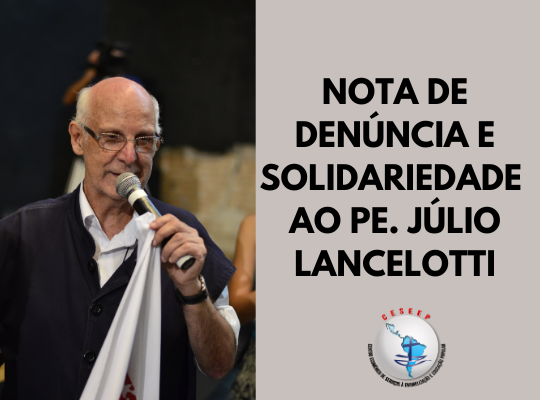 NOTA DE
DENÚNCIA E
SOLIDARIEDADE
AO PE. JÚLIO
LANCELOTTI
CESEEP